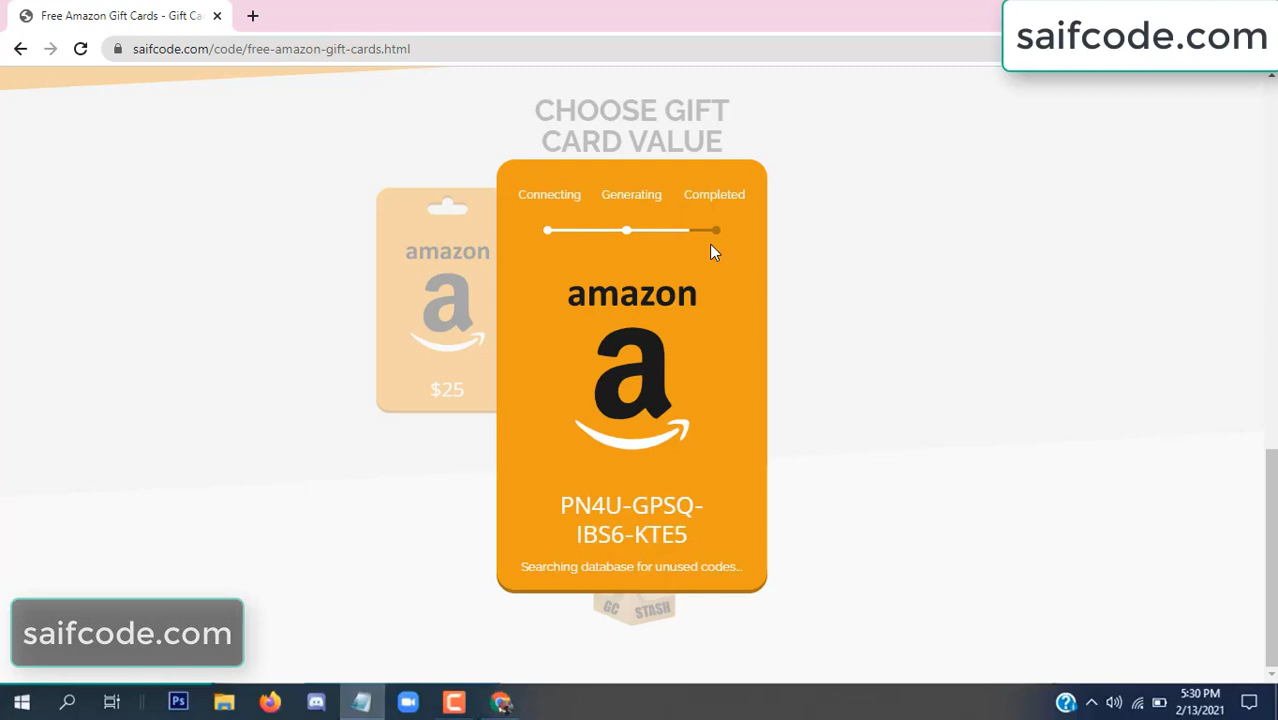 Free Amazon Gift Cards - Gift Ca
saifcode.com/code/free-amazon-gift-cards.html
saifcode.com
CHOOSE GIFT
CARD VALUE
Connecting Generating Completed
amazon
amazon
a
a
$25
PN4U-GPSQ-
IBS6-KTE5
Searching database for unused codes...
GC STASH
saifcode.com
Ps
5:30 PM
2/13/2021